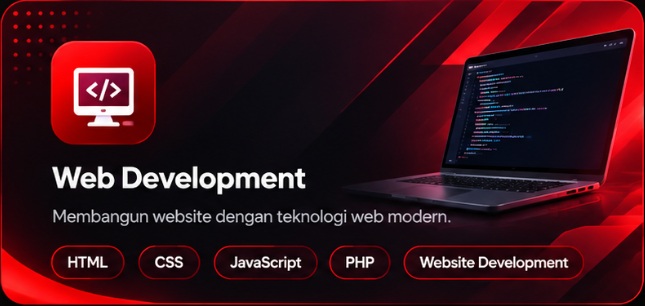 </>
Web Development
Membangun website dengan teknologi web modern.
HTML CSS JavaScript PHP Website Development